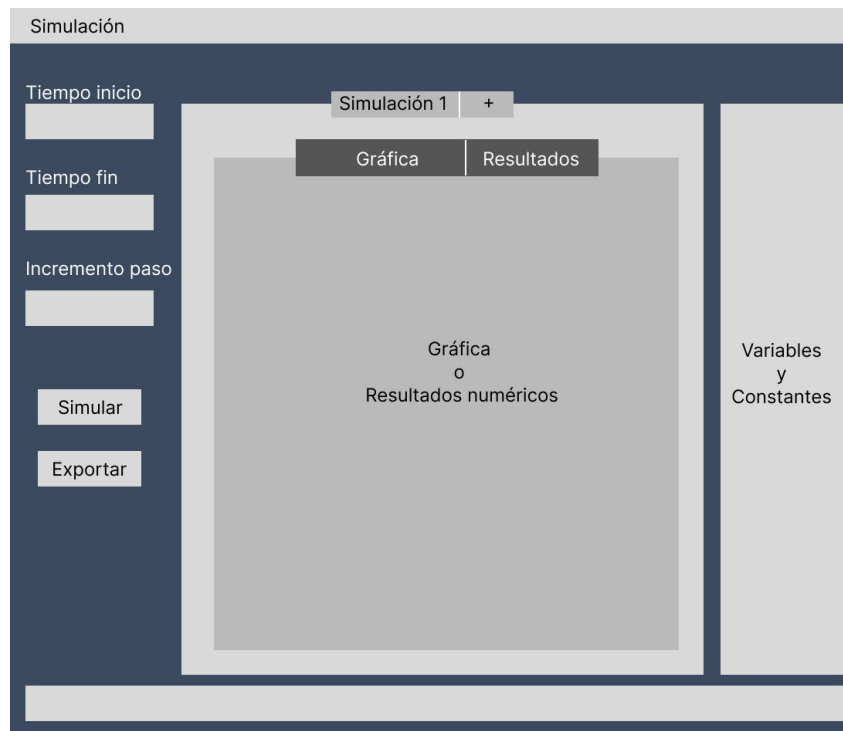 Simulación
Tiempo inicio
Tiempo fin
Incremento paso
Simular
Exportar
Simulación 1 +
Gráfica Resultados
Gráfica
o
Resultados numéricos
Variables
y
Constantes